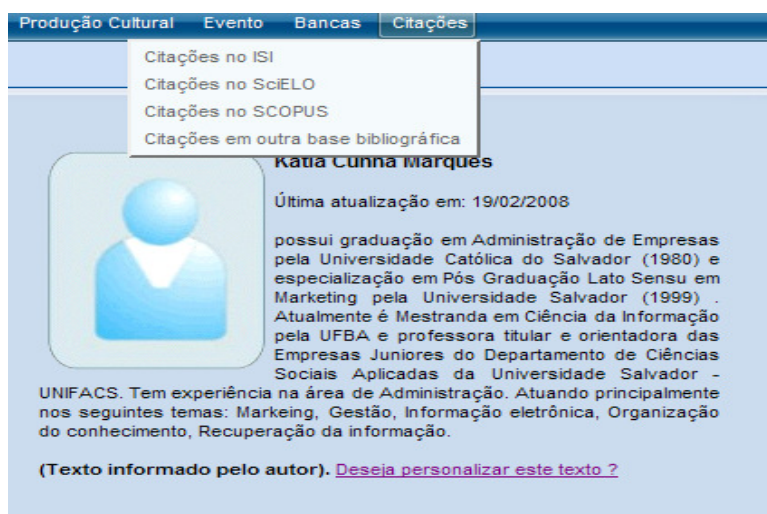 Produção Cultural Evento Bancas Citações
Citações no ISI
Citações no SciELO
Citações no SCOPUS
Citações em outra base bibliográfica
Katia Cunha Marques
Última atualização em: 19/02/2008
possui graduação em Administração de Empresas
pela Universidade Católica do Salvador (1980) e
especialização em Pós Graduação Lato Sensu em
Marketing pela Universidade Salvador (1999) .
Atualmente é Mestranda em Ciência da Informação
pela UFBA e professora titular e orientadora das
Empresas Juniores do Departamento de Ciências
Sociais Aplicadas da Universidade Salvador -
UNIFACS. Tem experiência na área de Administração. Atuando principalmente
nos seguintes temas: Markeing, Gestão, Informação eletrônica, Organização
do conhecimento, Recuperação da informação.
(Texto informado pelo autor). Deseja personalizar este texto ?